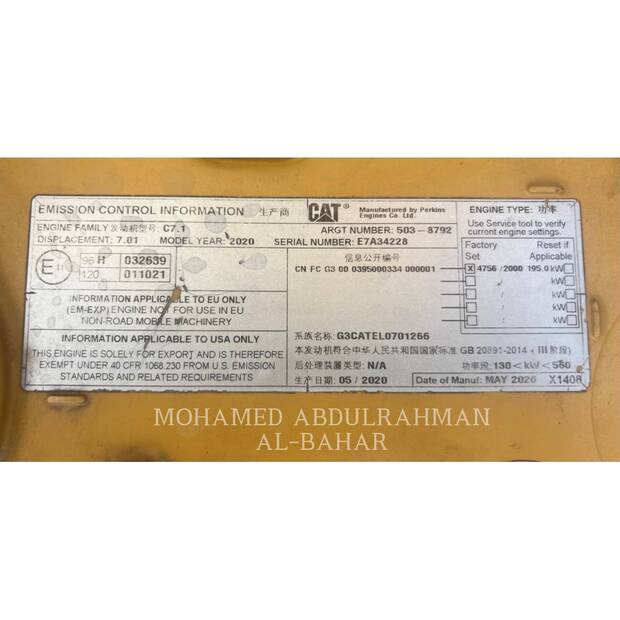 EMISSION CONTROL INFORMATION 生产商
CAT
Manufactured by Perkins
Engines Co. Ltd.
ENGINE TYPE: 功率
ENGINE FAMILY 发动机型号: C7.1
ARGT NUMBER: 503-8792
DISPLACEMENT: 7.01 MODEL YEAR: 2020 SERIAL NUMBER: E7A34228
Use Service tool to verify
current engine settings.
Factory
Set
Reset if
Applicable
E 11
96 H 032639
120 011021
信息公开编号
CN FC G3 00 0395000334 000001
X 4756 / 2000 195.0 kW
/ kW
/ kW
/ kW
INFORMATION APPLICABLE TO EU ONLY
(EM-EXP) ENGINE NOT FOR USE IN EU
NON-ROAD MOBILE MACHINERY
INFORMATION APPLICABLE TO USA ONLY
THIS ENGINE IS SOLELY FOR EXPORT AND IS THEREFORE
EXEMPT UNDER 40 CFR 1068.230 FROM U.S. EMISSION
STANDARDS AND RELATED REQUIREMENTS
系族名称: G3CATEL0701266
本发动机符合中华人民共和国国家标准 GB 20891-2014 (III阶段)
后处理装置类型: N/A
功率段: 130<kW<560
生产日期 05 / 2020
Date of Manuf: MAY 2020 X1408
MOHAMED ABDULRAHMAN
AL-BAHAR